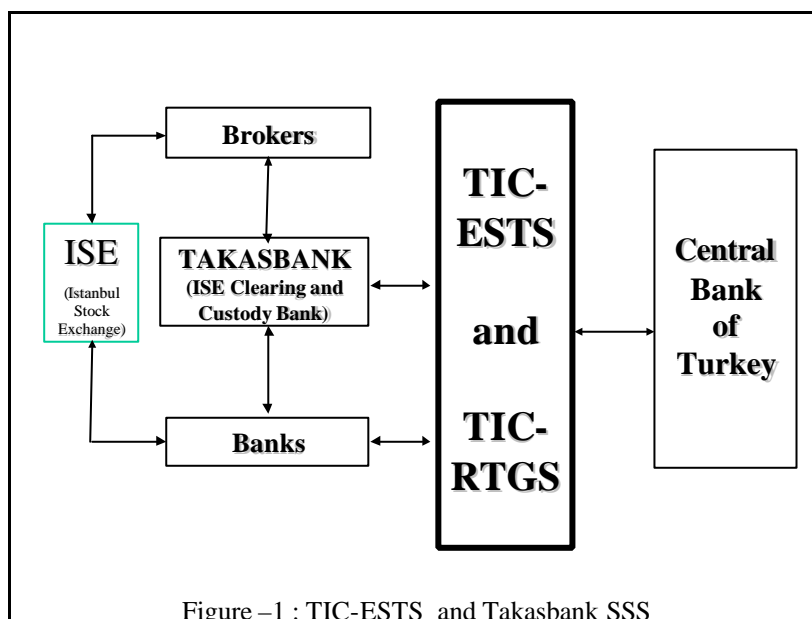 Brokers
ISE
(Istanbul
Stock
Exchange)
TAKASBANK
(ISE Clearing and
Custody Bank)
Banks
TIC-
ESTS
and
TIC-
RTGS
Central
Bank
of
Turkey
Figure –1 : TIC-ESTS and Takasbank SSS